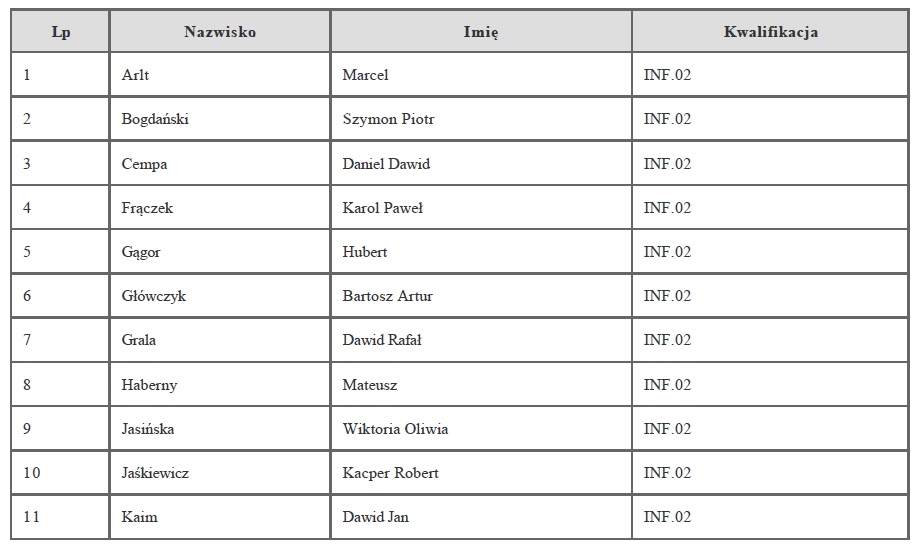 Lp Nazwisko Imię Kwalifikacja
1 Arlt Marcel INF.02
2 Bogdański Szymon Piotr INF.02
3 Cempa Daniel Dawid INF.02
4 Frączek Karol Paweł INF.02
5 Gągor Hubert INF.02
6 Główczyk Bartosz Artur INF.02
7 Grala Dawid Rafał INF.02
8 Haberny Mateusz INF.02
9 Jasińska Wiktoria Oliwia INF.02
10 Jaśkiewicz Kacper Robert INF.02
11 Kaim Dawid Jan INF.02